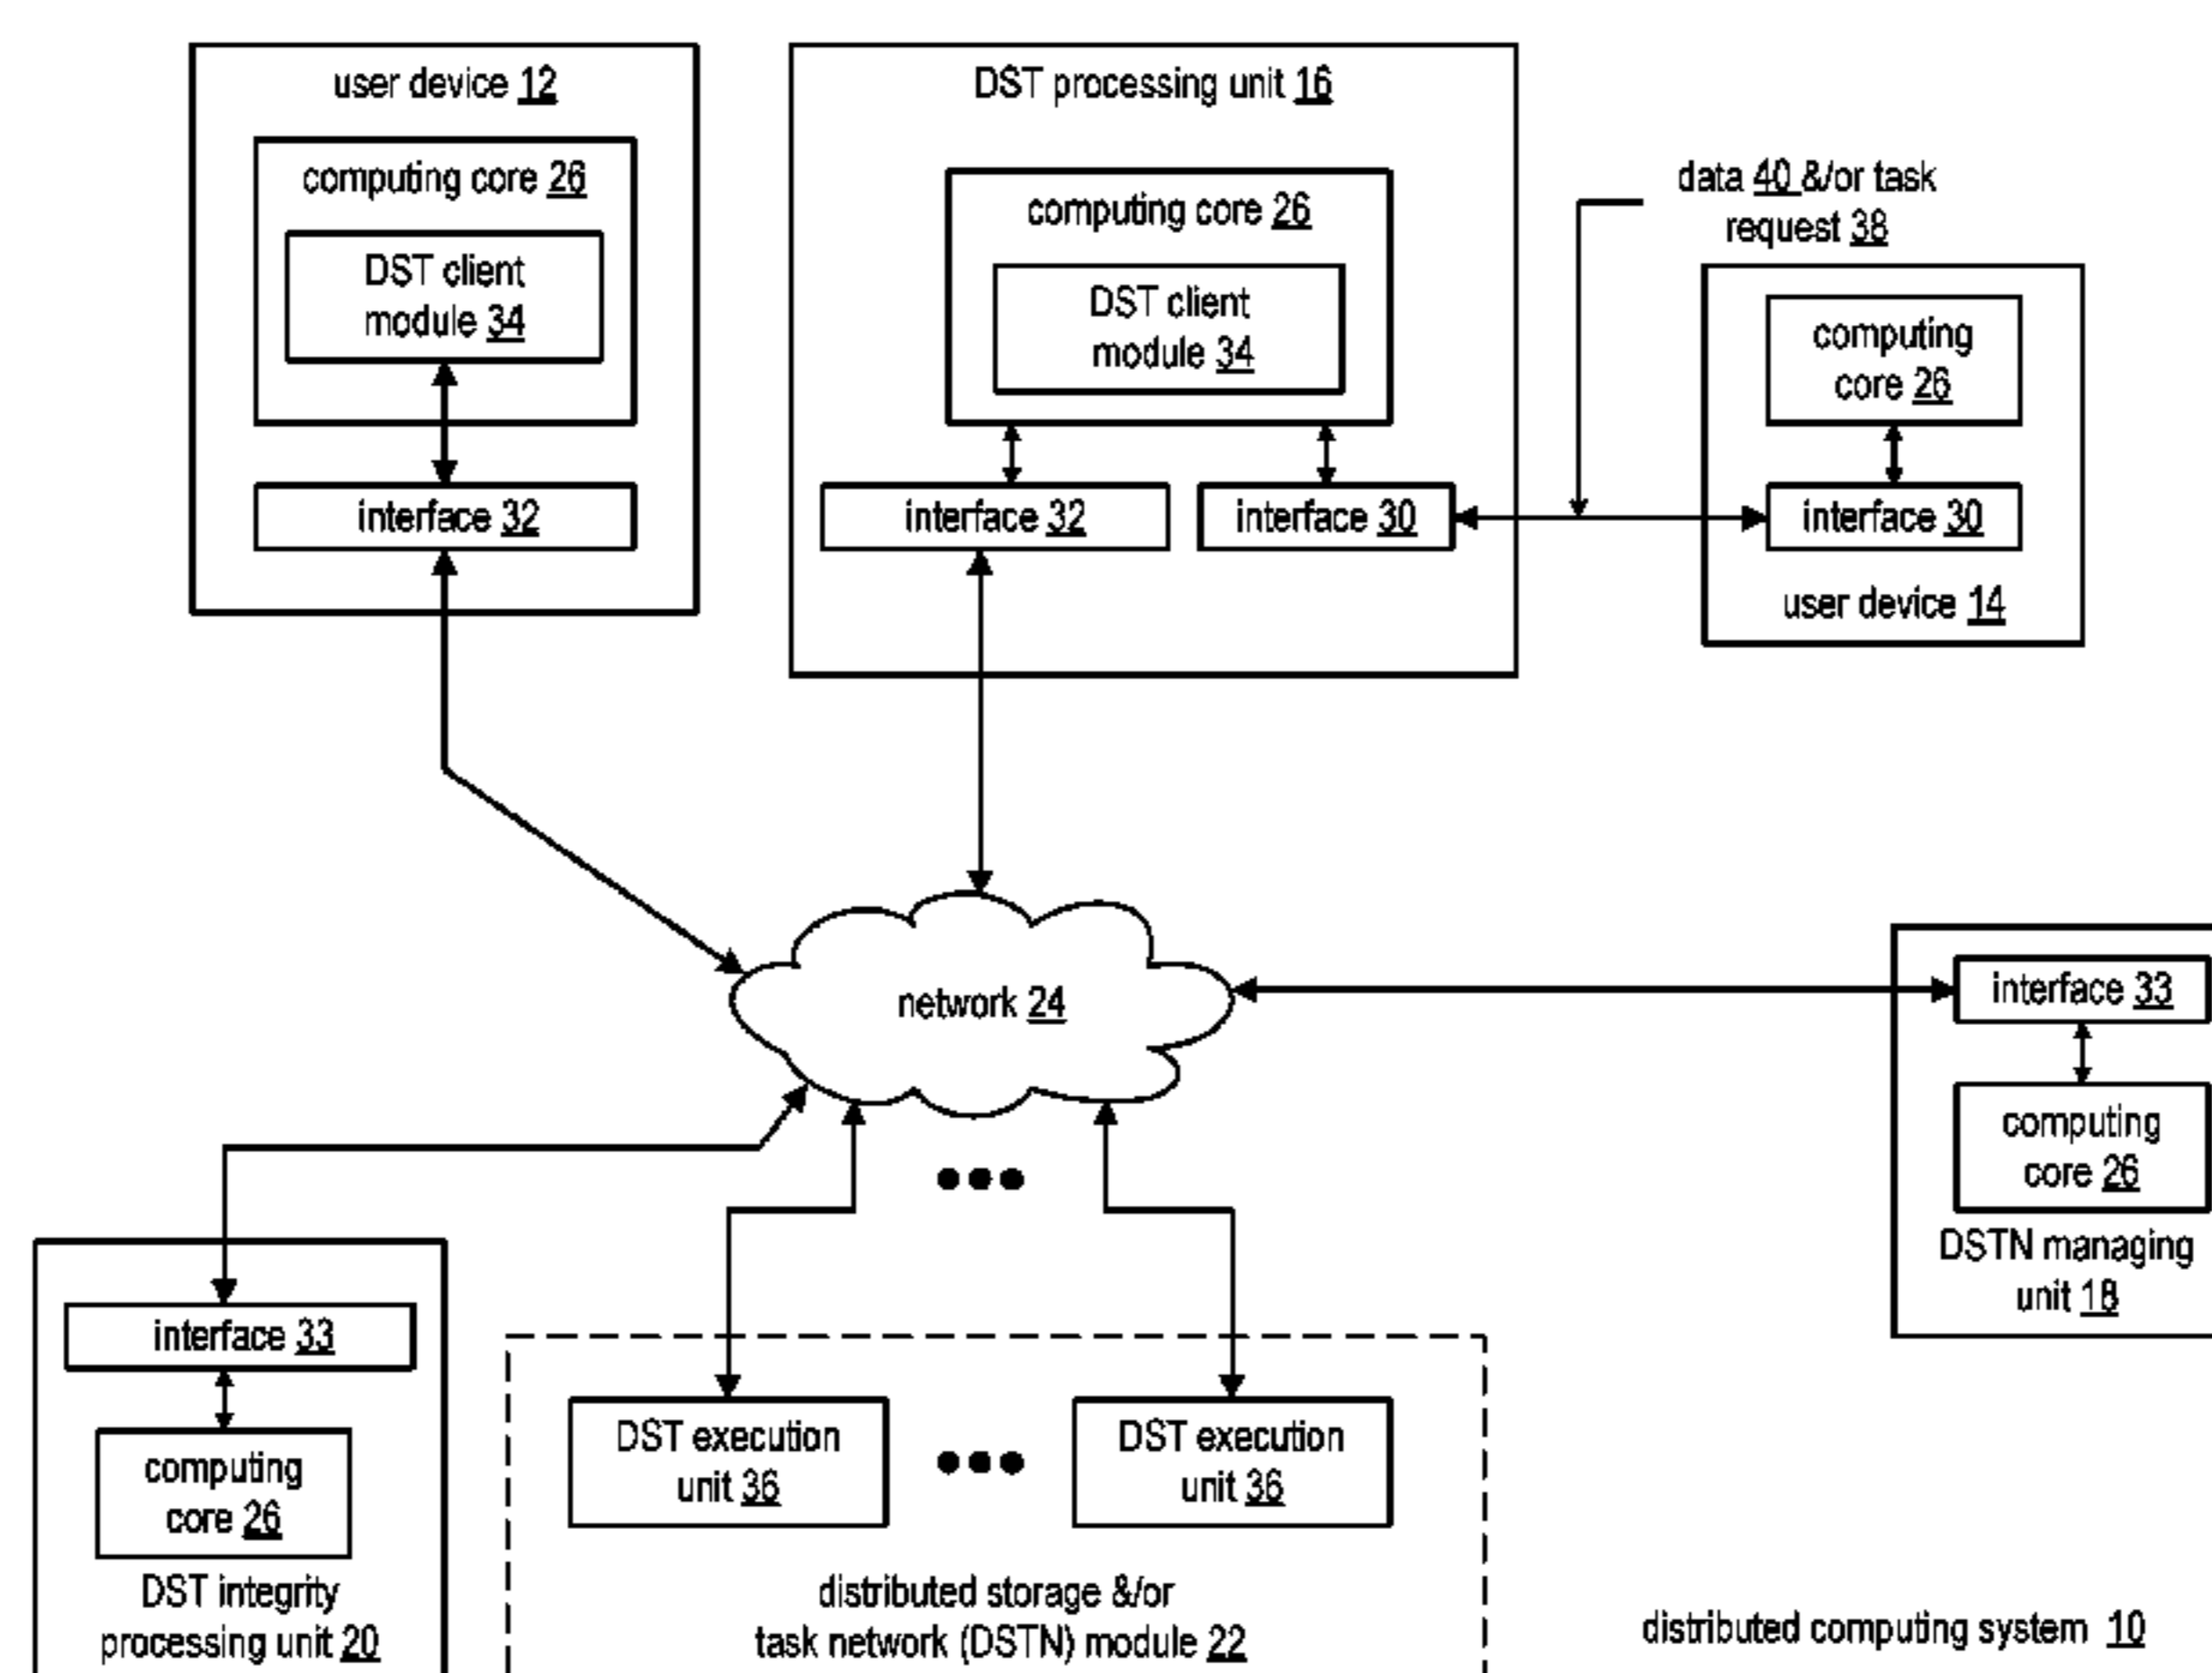 user device 12
computing core 26
DST client
module 34
interface 32
DST processing unit 16
computing core 26
DST client
module 34
interface 32
interface 30
data 40 &/or task
request 38
computing
core 26
interface 30
user device 14
network 24
interface 33
computing
core 26
DSTN managing
unit 18
interface 33
computing
core 26
DST integrity
processing unit 20
DST execution
unit 36
DST execution
unit 36
distributed storage &/or
task network (DSTN) module 22
distributed computing system 10